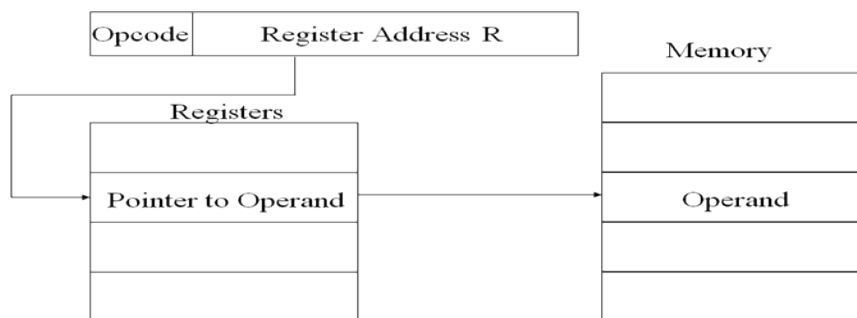 Opcode Register Address R
Memory
Registers
Pointer to Operand
Operand